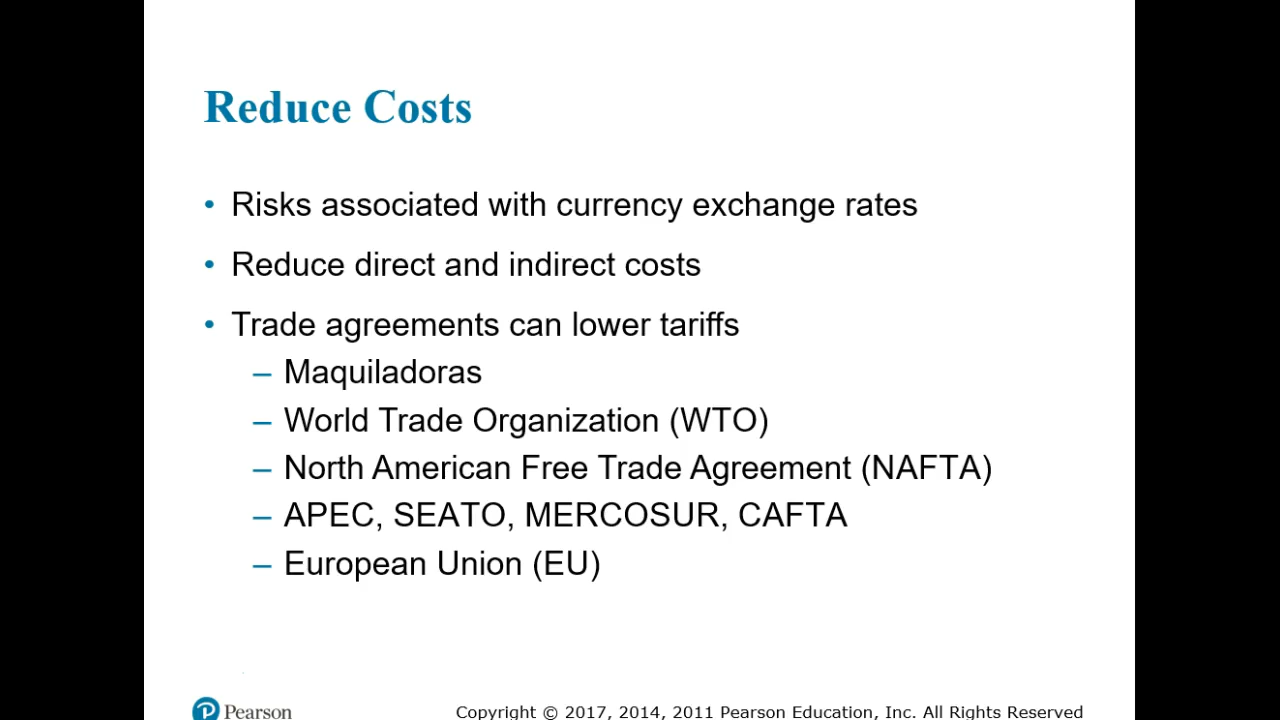 Reduce Costs
• Risks associated with currency exchange rates
• Reduce direct and indirect costs
• Trade agreements can lower tariffs
– Maquiladoras
– World Trade Organization (WTO)
– North American Free Trade Agreement (NAFTA)
– APEC, SEATO, MERCOSUR, CAFTA
– European Union (EU)
Pearson
Copyright © 2017, 2014, 2011 Pearson Education, Inc. All Rights Reserved